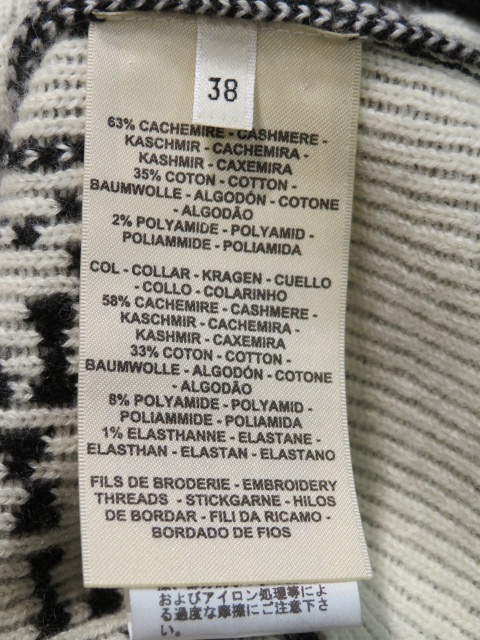 38
63% CACHEMIRE - CASHMERE -
KASCHMIR - CACHEMIRA -
KASHMIR - CAXEMIRA
35% COTON - COTTON -
BAUMWOLLE - ALGODÓN - COTONE
- ALGODÃO
2% POLYAMIDE - POLYAMID -
POLIAMMIDE - POLIAMIDA
COL - COLLAR - KRAGEN - CUELLO
- COLLO - COLARINHO
58% CACHEMIRE - CASHMERE -
KASCHMIR - CACHEMIRA -
KASHMIR - CAXEMIRA
33% COTON - COTTON -
BAUMWOLLE - ALGODÓN - COTONE
- ALGODÃO
8% POLYAMIDE - POLYAMID -
POLIAMMIDE - POLIAMIDA
1% ELASTHANNE - ELASTANE -
ELASTHAN - ELASTAN - ELASTANO
FILS DE BRODERIE - EMBROIDERY
THREADS - STICKGARNE - HILOS
DE BORDAR - FILI DA RICAMO -
BORDADO DE FIOS
およびアイロン処理等によ
る過度な摩擦にご注意下さ
い。